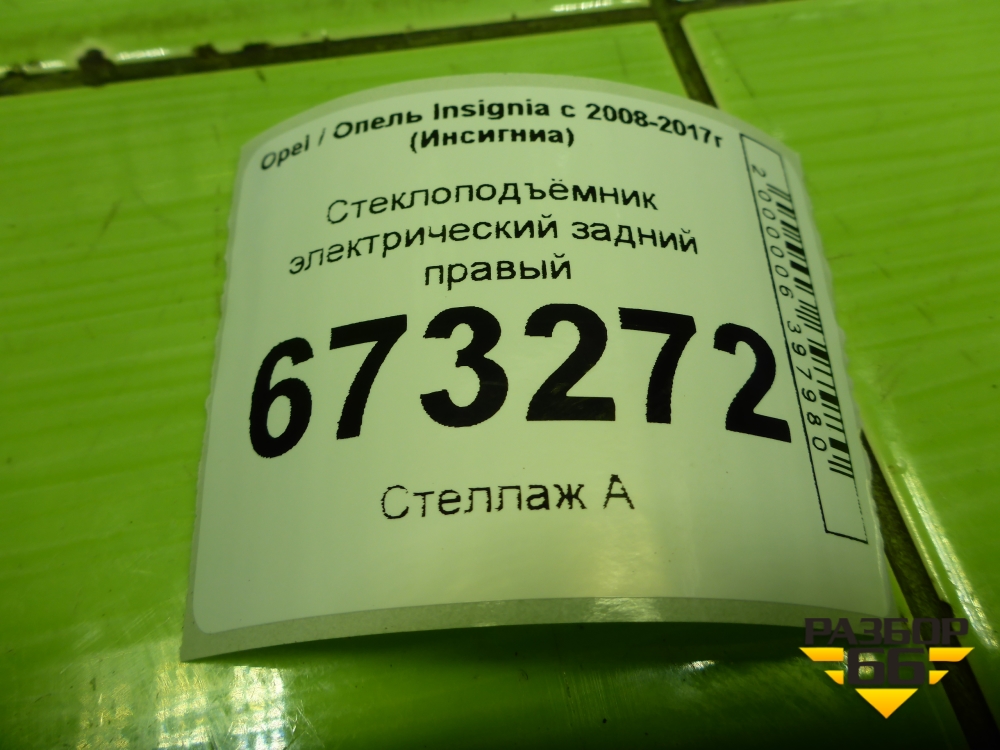 Opel / Опель Insignia с 2008-2017г
(Инсигниа)
Стеклоподъёмник
электрический задний
правый
673272
Стеллаж А
2000006397980
РАЗБОР
66